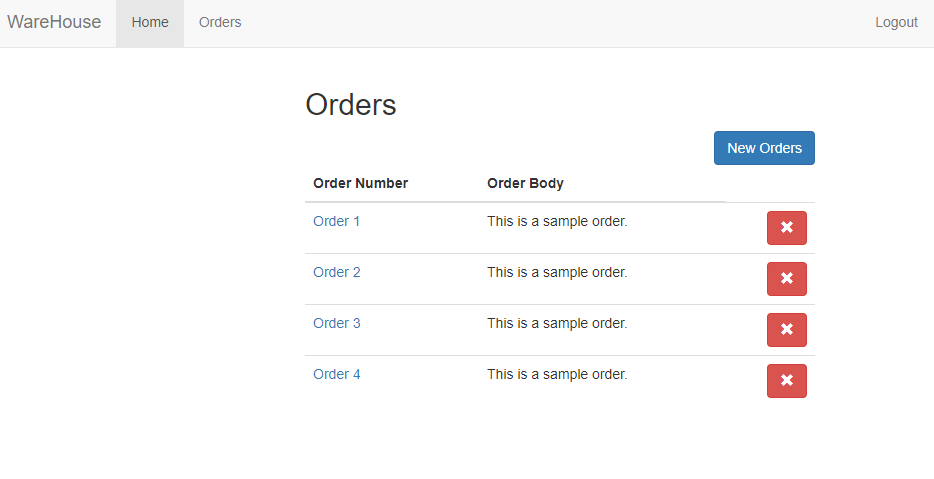 WareHouse Home Orders Logout
Orders
New Orders
Order Number Order Body
Order 1 This is a sample order.
Order 2 This is a sample order.
Order 3 This is a sample order.
Order 4 This is a sample order.